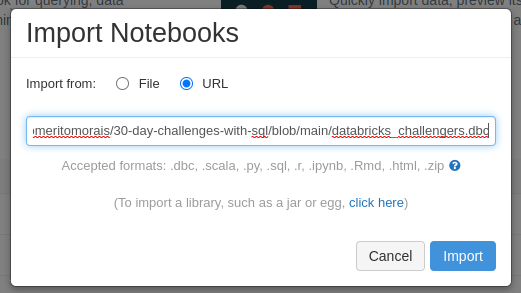 ok for querying, data
Quickly import data, preview its
Import Notebooks
Import from: File URL
meritomorais/30-day-challenges-with-sql/blob/main/databricks_challengers.dbc
Accepted formats: .dbc, .scala, .py, .sql, .r, .ipynb, .Rmd, .html, .zip ?
(To import a library, such as a jar or egg, click here)
Cancel Import